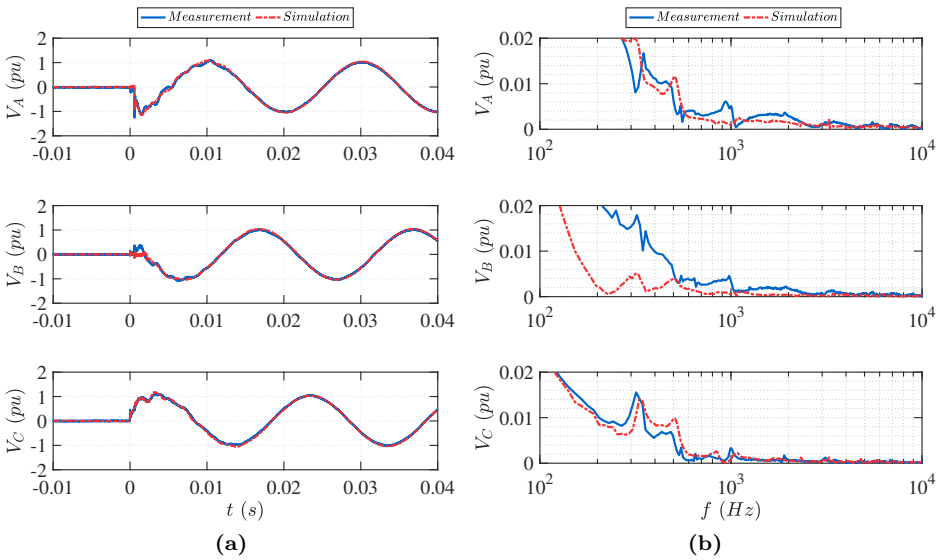 Measurement Simulation
Measurement Simulation
V_A (pu)
2
1
0
-1
-2
-0.01 0 0.01 0.02 0.03 0.04
V_A (pu)
0.02
0.01
0
10^2 10^3 10^4
V_B (pu)
2
1
0
-1
-2
-0.01 0 0.01 0.02 0.03 0.04
V_B (pu)
0.02
0.01
0
10^2 10^3 10^4
V_C (pu)
2
1
0
-1
-2
-0.01 0 0.01 0.02 0.03 0.04
t (s)
V_C (pu)
0.02
0.01
0
10^2 10^3 10^4
f (Hz)
(a)
(b)